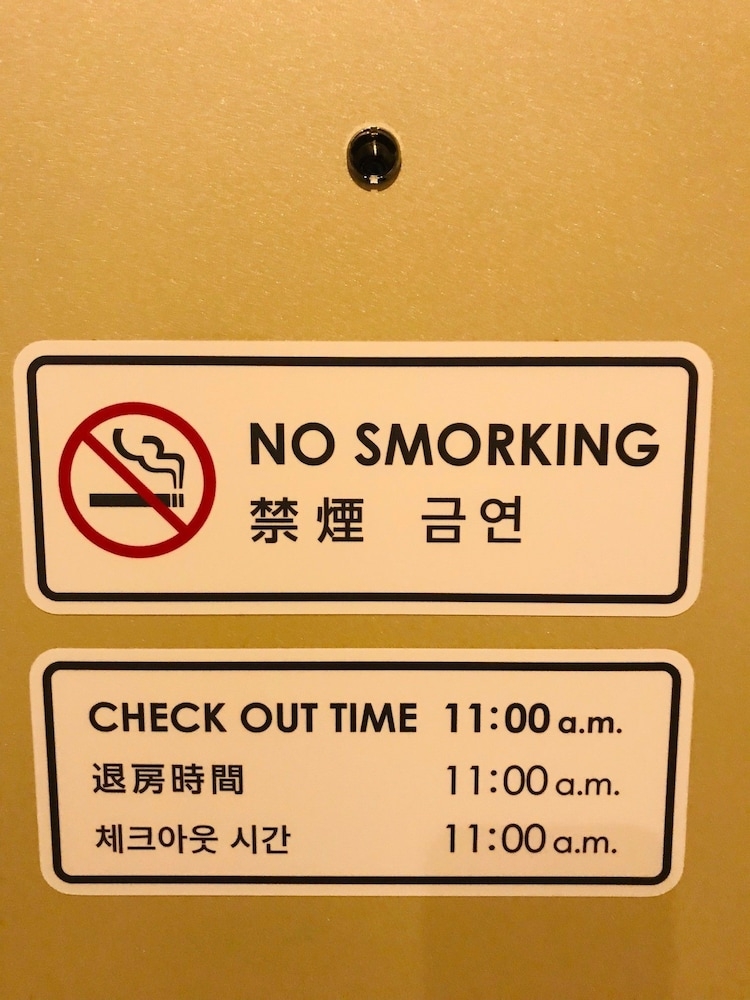 NO SMORKING
禁煙 금연
CHECK OUT TIME 11:00 a.m.
退房時間 11:00 a.m.
체크아웃 시간 11:00 a.m.